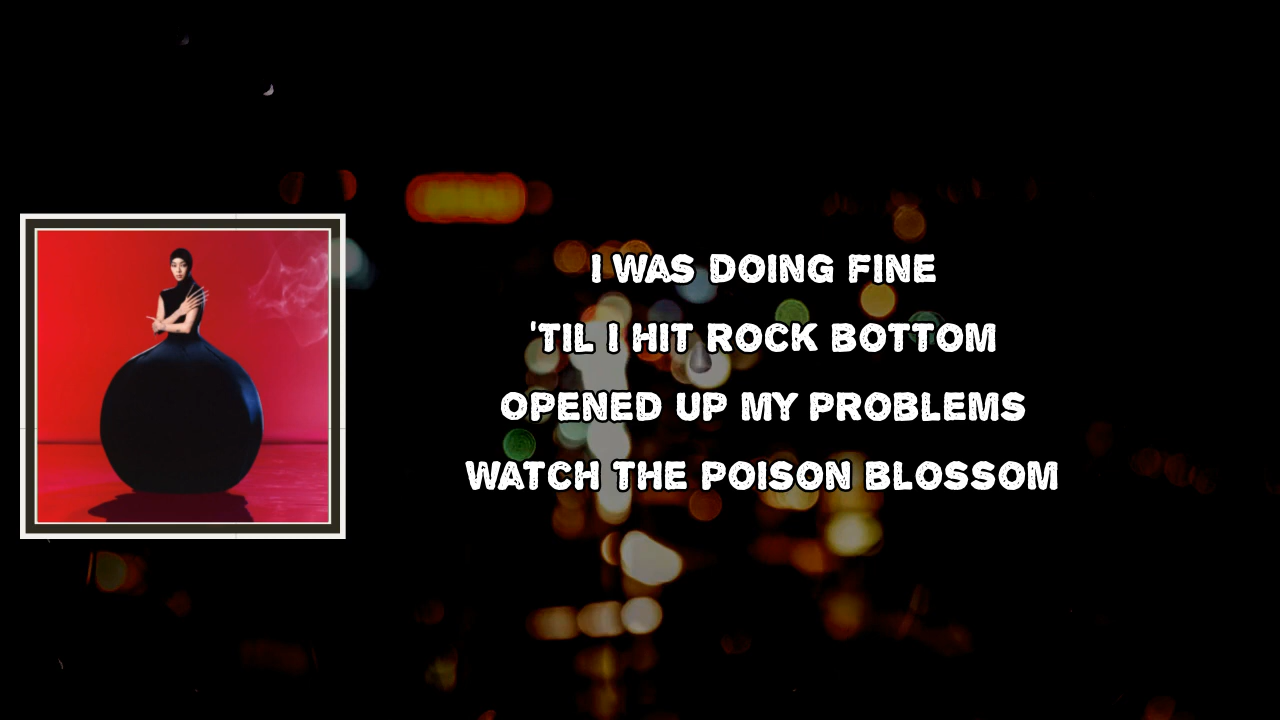 I WAS DOING FINE
'TIL I HIT ROCK BOTTOM
OPENED UP MY PROBLEMS
WATCH THE POISON BLOSSOM